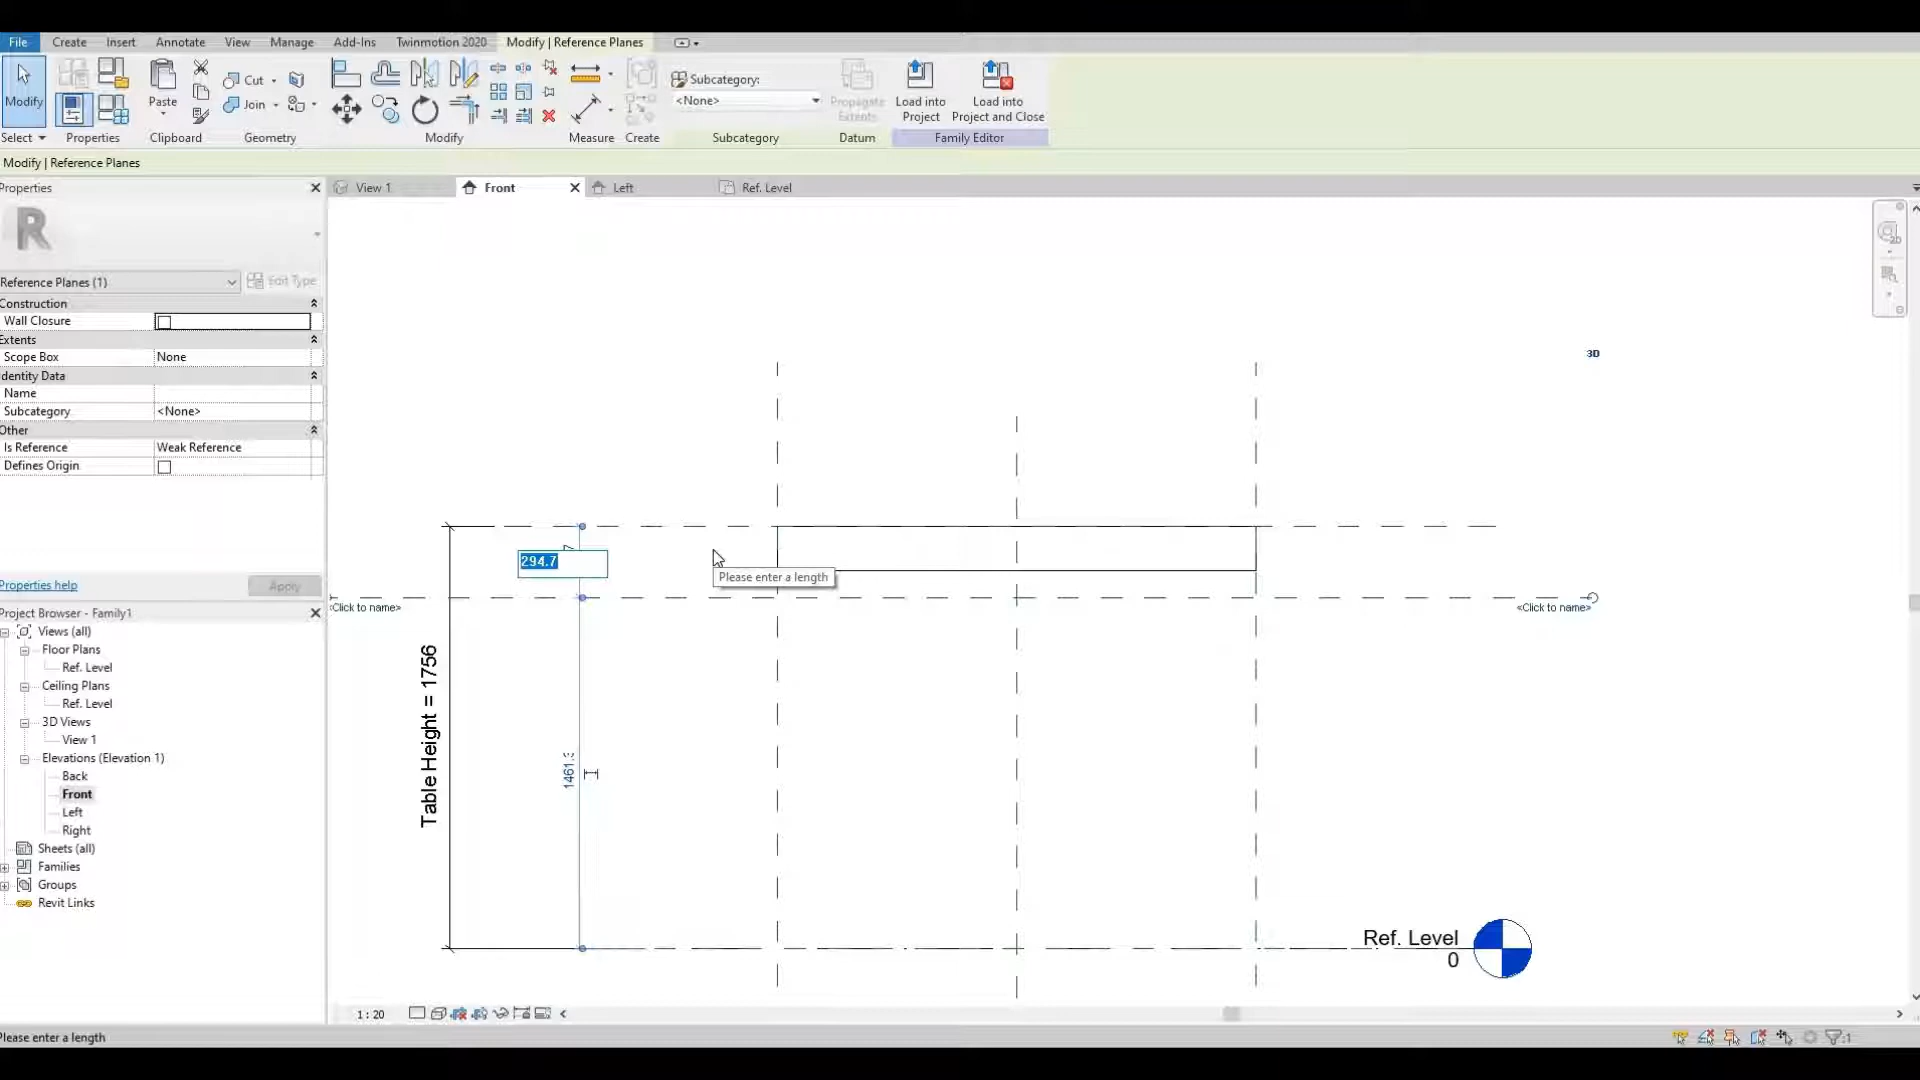 File Create Insert Annotate View Manage Add-Ins Twinmotion 2020 Modify | Reference Planes
Modify
Paste
Cut
Join
Subcategory:
<None>
Propagate
Extents
Load into
Project
Load into
Project and Close
Select Properties Clipboard Geometry Modify Measure Create Subcategory Datum Family Editor
Modify | Reference Planes
Properties
View 1
Front
Left
Ref. Level
R
Reference Planes (1)
Edit Type
Construction
Wall Closure
Extents
Scope Box None
Identity Data
Name
Subcategory <None>
Other
Is Reference Weak Reference
Defines Origin
Properties help
Apply
Project Browser - Family1
Views (all)
Floor Plans
Ref. Level
Ceiling Plans
Ref. Level
3D Views
View 1
Elevations (Elevation 1)
Back
Front
Left
Right
Sheets (all)
Families
Groups
Revit Links
3D
2D
294.7
Please enter a length
<Click to name>
<Click to name>
Table Height = 1756
1461.3
Ref. Level
0
1 : 20
Please enter a length
:1